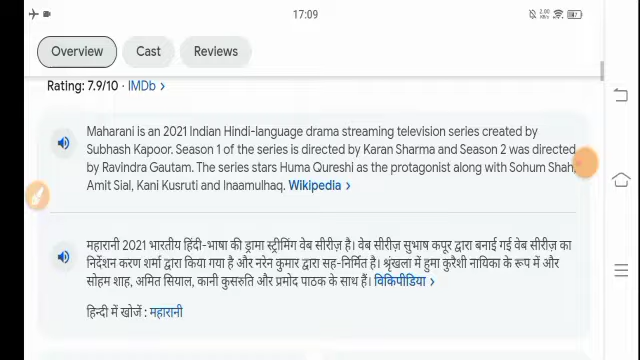 17:09
2.00
KB/s
Overview Cast Reviews
Rating: 7.9/10 · IMDb >
Maharani is an 2021 Indian Hindi-language drama streaming television series created by
Subhash Kapoor. Season 1 of the series is directed by Karan Sharma and Season 2 was directed
by Ravindra Gautam. The series stars Huma Qureshi as the protagonist along with Sohum Shah,
Amit Sial, Kani Kusruti and Inaamulhaq. Wikipedia >
महारानी 2021 भारतीय हिंदी-भाषा की ड्रामा स्ट्रीमिंग वेब सीरीज़ है। वेब सीरीज़ सुभाष कपूर द्वारा बनाई गई वेब सीरीज़ का
निर्देशन करण शर्मा द्वारा किया गया है और नरेन कुमार द्वारा सह-निर्मित है। श्रृंखला में हुमा कुरैशी नायिका के रूप में और
सोहम शाह, अमित सियाल, कानी कुसरुति और प्रमोद पाठक के साथ हैं। विकिपीडिया >
हिन्दी में खोजें : महारानी